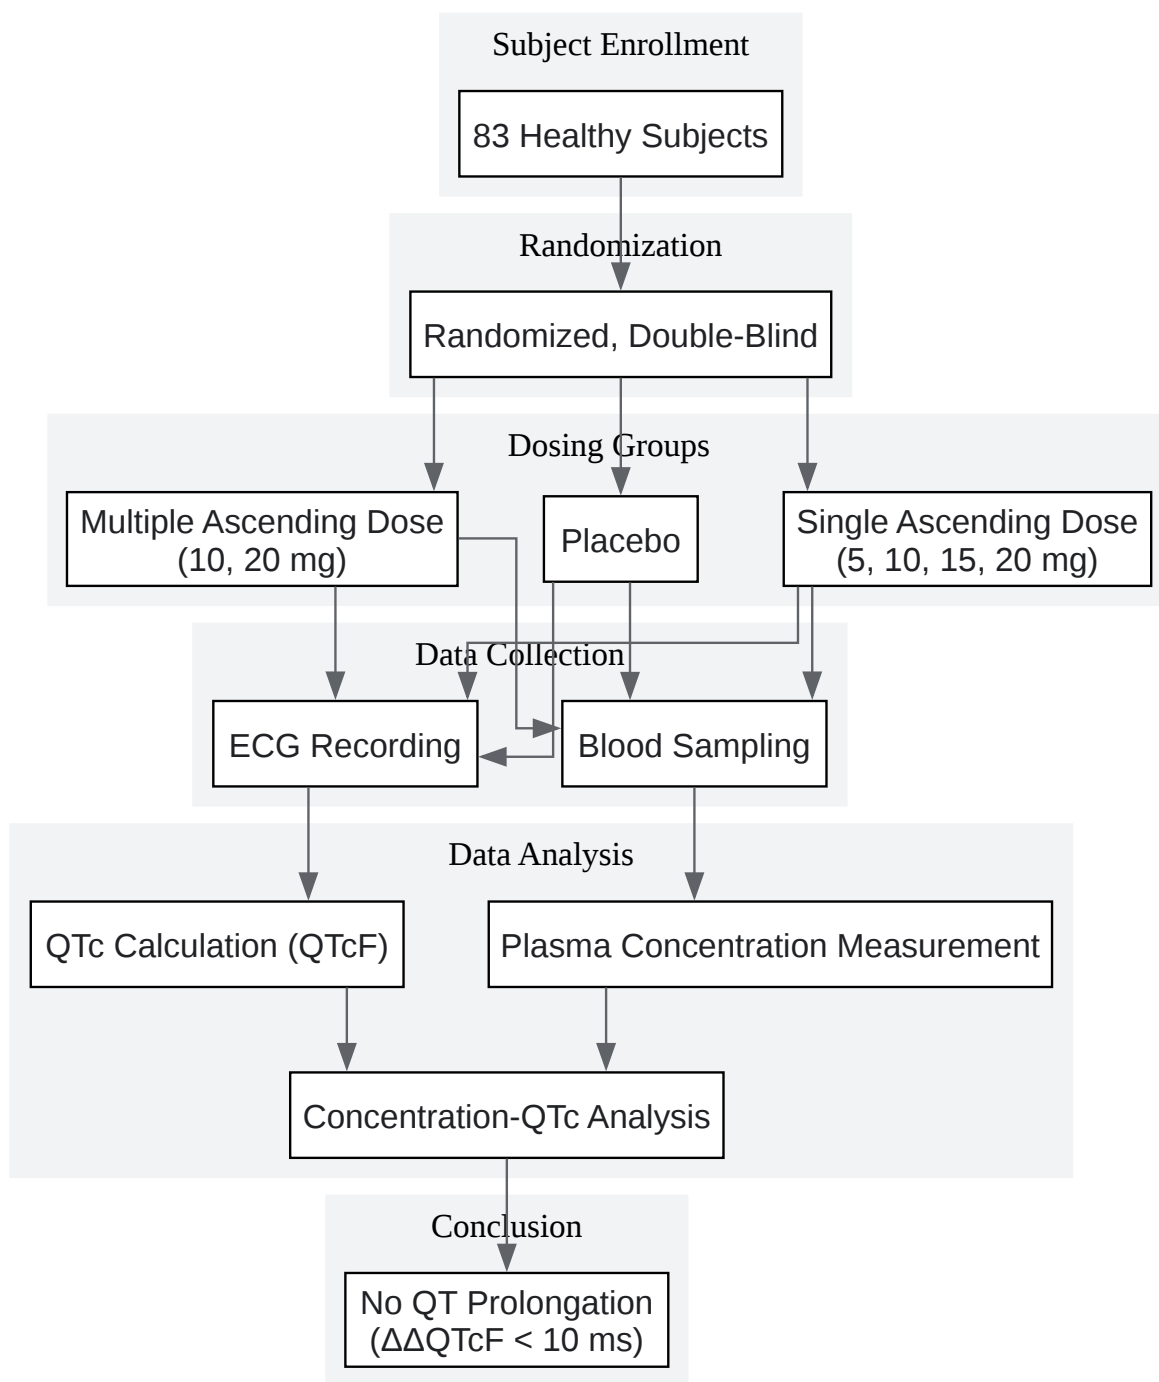 Subject Enrollment
83 Healthy Subjects
Randomization
Randomized, Double-Blind
Dosing Groups
Multiple Ascending Dose
(10, 20 mg)
Placebo
Single Ascending Dose
(5, 10, 15, 20 mg)
Data Collection
ECG Recording
Blood Sampling
Data Analysis
QTc Calculation (QTcF)
Plasma Concentration Measurement
Concentration-QTc Analysis
Conclusion
No QT Prolongation
(ΔΔQTcF < 10 ms)